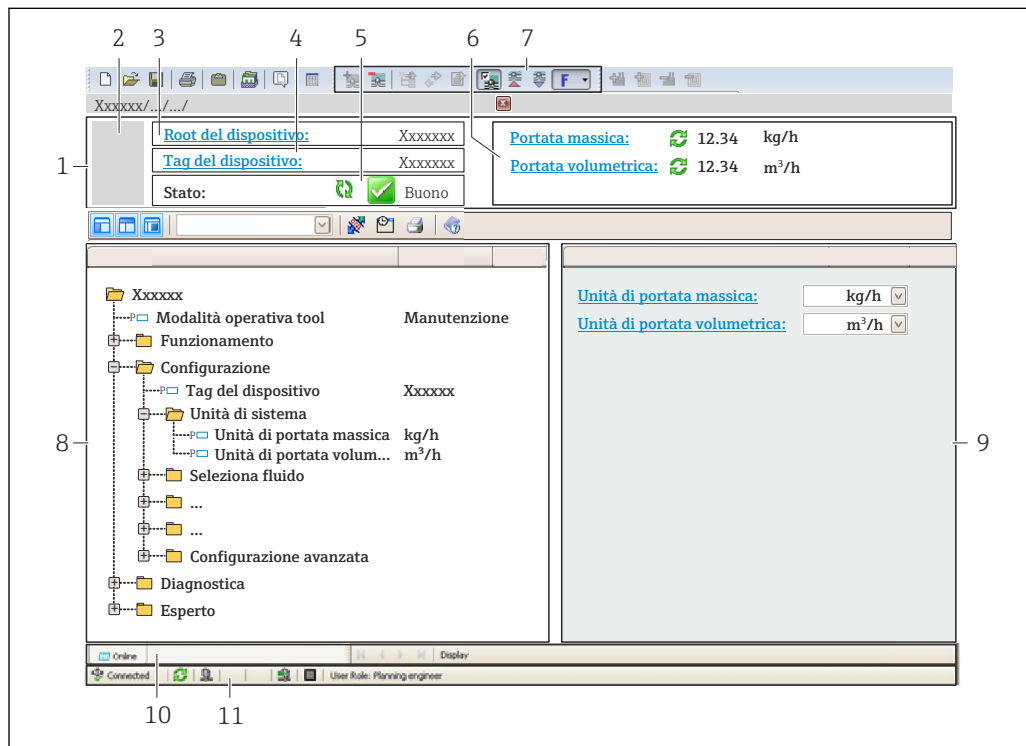 2 3 4 5 6 7
F
Xxxxxx/.../.../
1
Root del dispositivo: Xxxxxxx
Tag del dispositivo: Xxxxxxx
Stato: Buono
Portata massica: 12.34 kg/h
Portata volumetrica: 12.34 m³/h
Xxxxxx
P Modalità operativa tool Manutenzione
Funzionamento
Configurazione
P Tag del dispositivo Xxxxxx
Unità di sistema
P Unità di portata massica kg/h
P Unità di portata volum... m³/h
Seleziona fluido
...
...
Configurazione avanzata
Diagnostica
Esperto
8
Unità di portata massica: kg/h
Unità di portata volumetrica: m³/h
9
Online Display
Connected User Role: Planning engineer
10 11